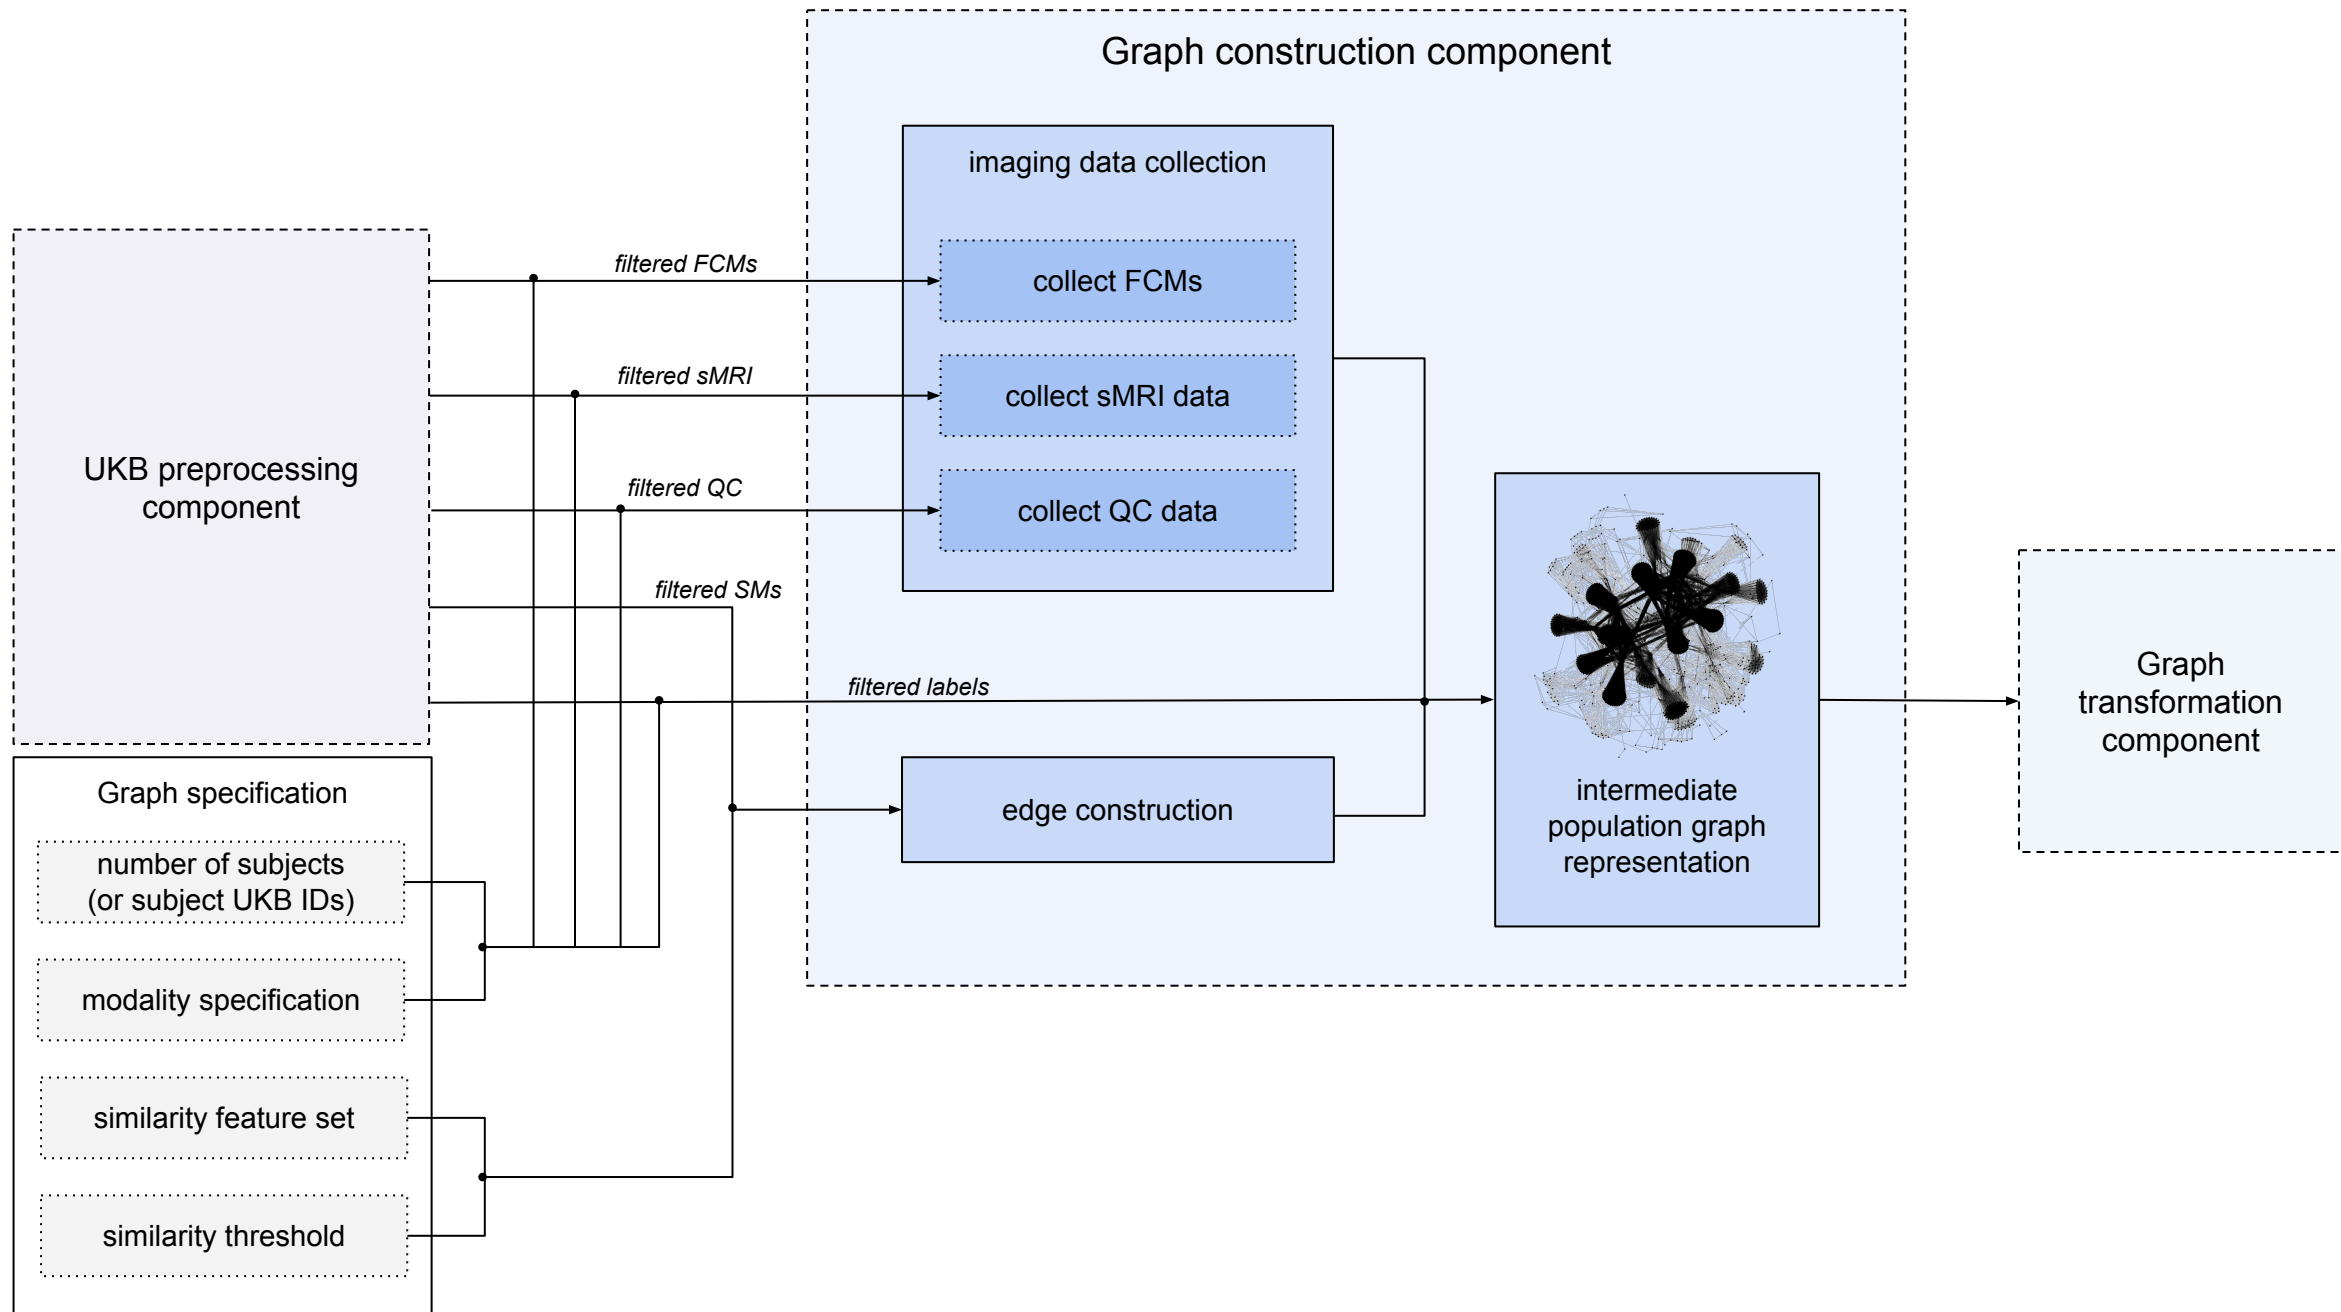 Graph construction component
imaging data collection
filtered FCMs
collect FCMs
filtered sMRI
collect sMRI data
UKB preprocessing
component
filtered QC
collect QC data
filtered SMs
filtered labels
Graph
transformation
component
Graph specification
edge construction
intermediate
population graph
representation
number of subjects
(or subject UKB IDs)
modality specification
similarity feature set
similarity threshold